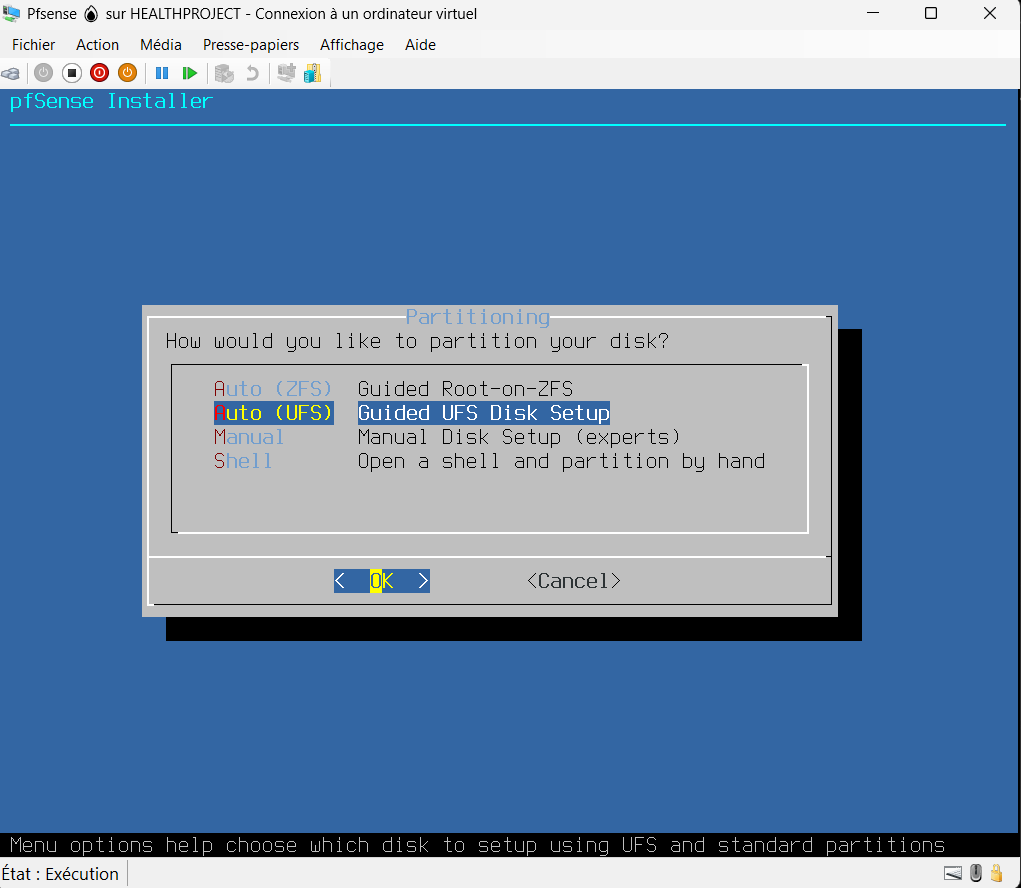 Pfsense sur HEALTHPROJECT - Connexion à un ordinateur virtuel
Fichier Action Média Presse-papiers Affichage Aide
pfSense Installer
Partitioning
How would you like to partition your disk?
Auto (ZFS) Guided Root-on-ZFS
Auto (UFS) Guided UFS Disk Setup
Manual Manual Disk Setup (experts)
Shell Open a shell and partition by hand
< OK > <Cancel>
Menu options help choose which disk to setup using UFS and standard partitions
État : Exécution